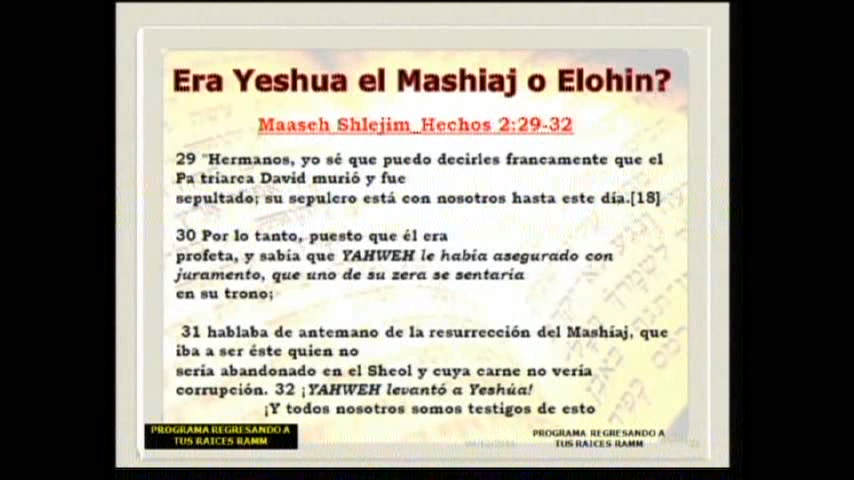 Era Yeshua el Mashiaj o Elohin?
Maaseh Shlejim_Hechos 2:29-32
29 "Hermanos, yo sé que puedo decirles francamente que el
Pa triarca David murió y fue
sepultado; su sepulcro está con nosotros hasta este día.[18]
30 Por lo tanto, puesto que él era
profeta, y sabía que YAHWEH le había asegurado con
juramento, que uno de su zera se sentaría
en su trono;
31 hablaba de antemano de la resurrección del Mashíaj, que
iba a ser éste quien no
sería abandonado en el Sheol y cuya carne no vería
corrupción. 32 ¡YAHWEH levantó a Yeshúa!
¡Y todos nosotros somos testigos de esto
PROGRAMA REGRESANDO A
TUS RAICES RAMM
PROGRAMA REGRESANDO A
TUS RAICES RAMM